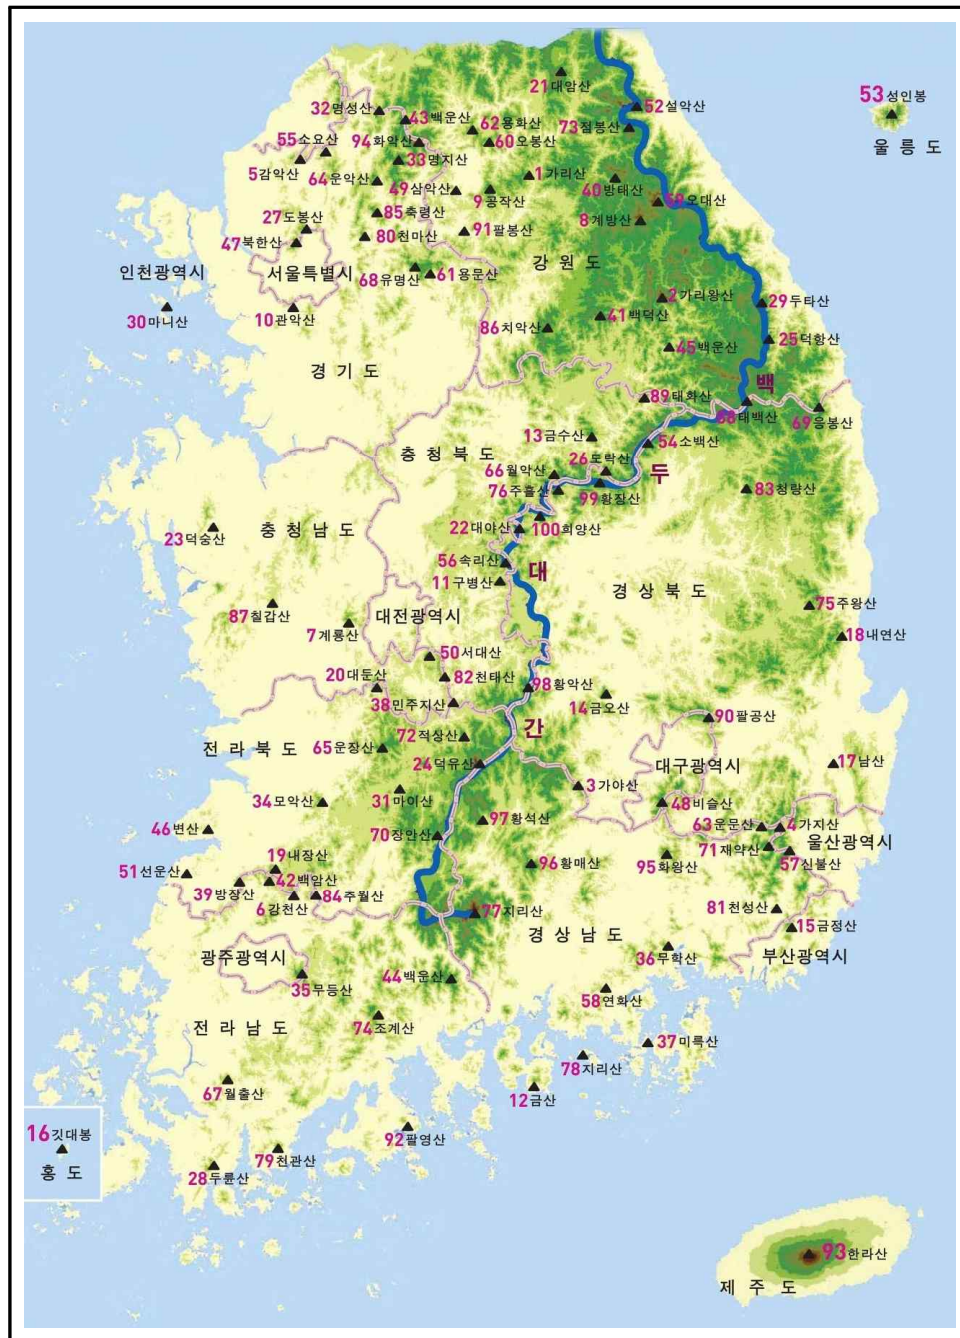 21대암산
52설악산
53성인봉
울릉도
32명성산
43백운산
62용화산
73점봉산
55소요산
94화악산
60오봉산
5감악산
33명지산
64운악산
1가리산
40방태산
49삼악산
9공작산
59오대산
8계방산
27도봉산
85축령산
91팔봉산
47북한산
80천마산
강원도
인천광역시
서울특별시
68유명산
61용문산
30마니산
10관악산
2가리왕산
29두타산
86치악산
41백덕산
25덕항산
45백운산
경기도
백
89태화산
88태백산
69응봉산
13금수산
54소백산
충청북도
66월악산
26도락산
두
76주흘산
99황장산
83청량산
23덕숭산
충청남도
22대야산
100희양산
56속리산
대
11구병산
경상북도
75주왕산
87칠갑산
7계룡산
대전광역시
18내연산
50서대산
20대둔산
82천태산
98황악산
38민주지산
14금오산
90팔공산
간
전라북도
65운장산
72적상산
24덕유산
대구광역시
17남산
3가야산
31마이산
34모악산
48비슬산
97황석산
46변산
70장안산
63운문산
4가지산
울산광역시
71재약산
57신불산
51선운산
19내장산
42백암산
39방장산
6강천산
84주월산
96황매산
95화왕산
77지리산
81천성산
15금정산
경상남도
부산광역시
36무학산
광주광역시
35무등산
44백운산
58연화산
전라남도
74조계산
37미륵산
78지리산
67월출산
12금산
16깃대봉
홍도
92팔영산
79천관산
28두륜산
93한라산
제주도